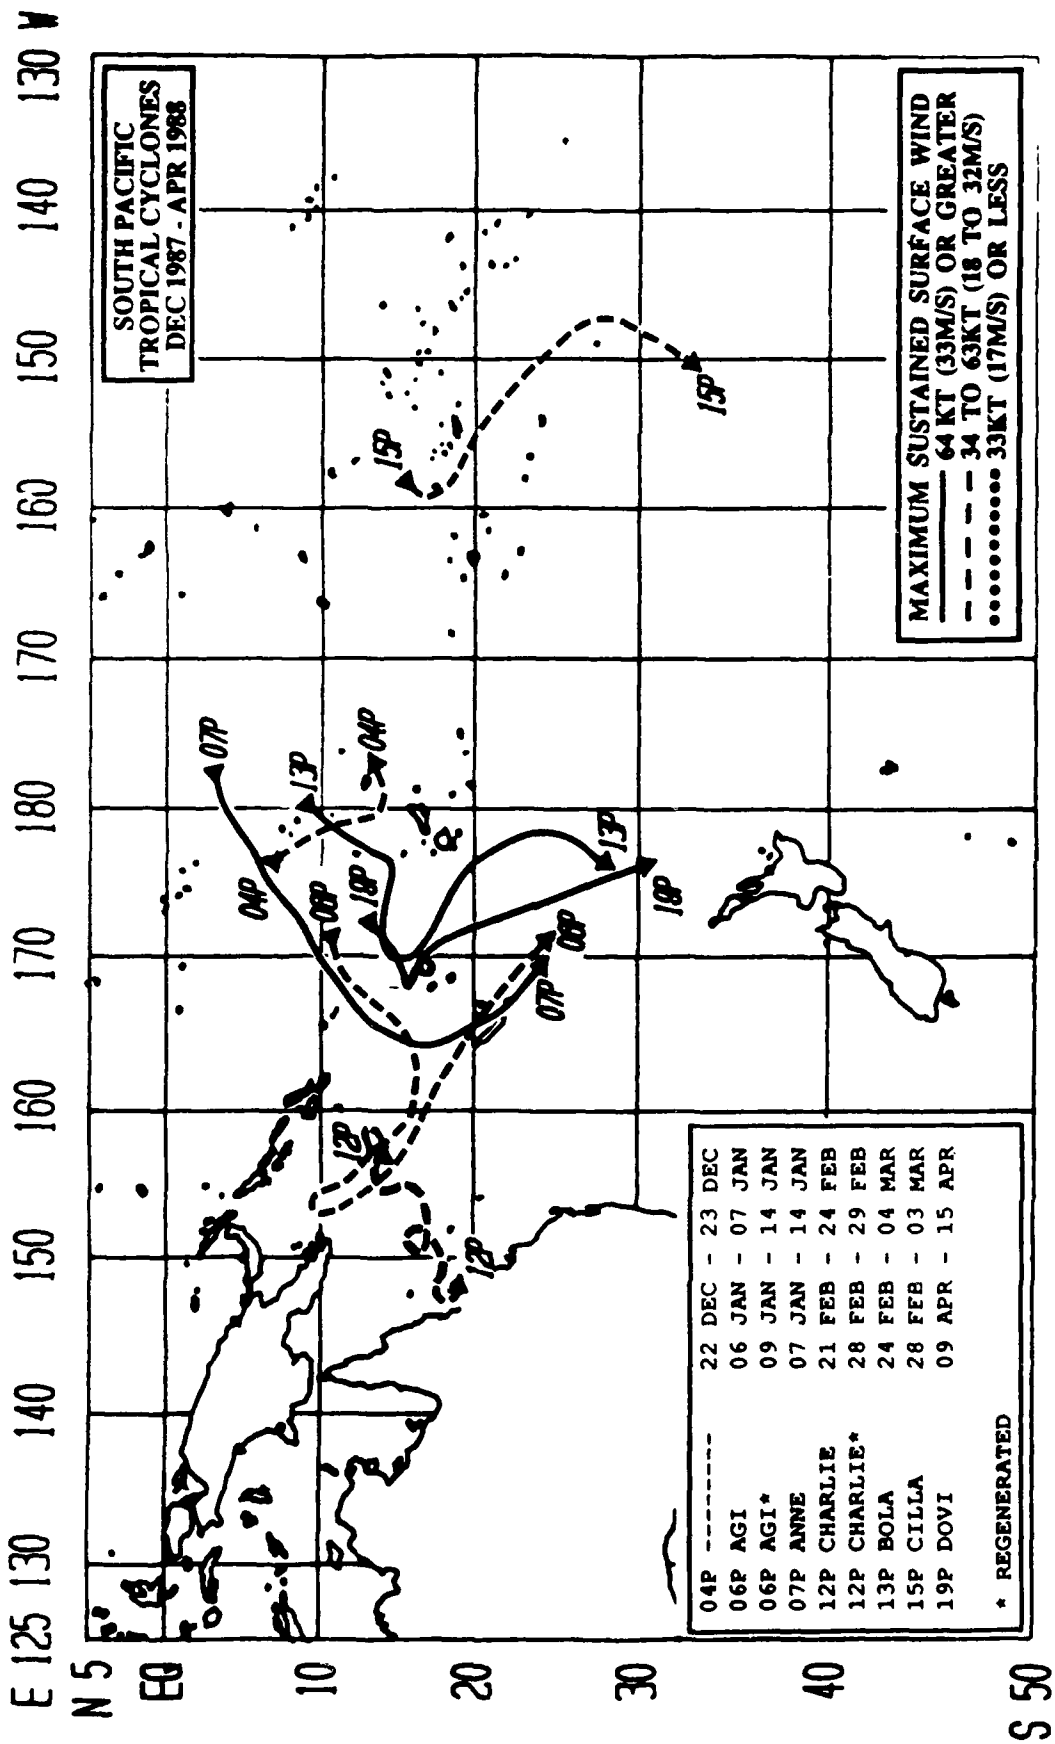 E 125 130 140 150 160 170 180 170 160 150 140 130 W
N 5
EQ
10
20
30
40
S 50
SOUTH PACIFIC
TROPICAL CYCLONES
DEC 1987 - APR 1988
07P
13P
04P
04P
06P
19P
15P
12P
12P
07P
06P
13P
19P
15P
04P -------- 22 DEC - 23 DEC
06P AGI 06 JAN - 07 JAN
06P AGI* 09 JAN - 14 JAN
07P ANNE 07 JAN - 14 JAN
12P CHARLIE 21 FEB - 24 FEB
12P CHARLIE* 28 FEB - 29 FEB
13P BOLA 24 FEB - 04 MAR
15P CILLA 28 FEB - 03 MAR
19P DOVI 09 APR - 15 APR
* REGENERATED
MAXIMUM SUSTAINED SURFACE WIND
64 KT (33M/S) OR GREATER
34 TO 63KT (18 TO 32M/S)
33KT (17M/S) OR LESS